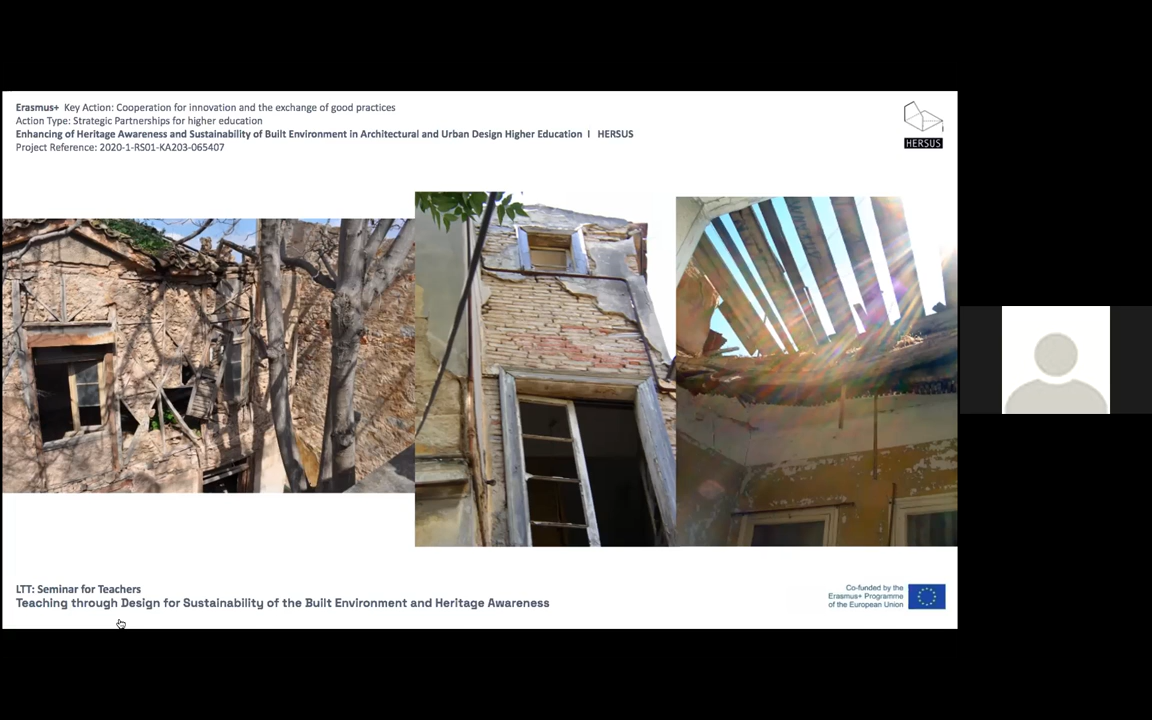 Erasmus+ Key Action: Cooperation for innovation and the exchange of good practices
Action Type: Strategic Partnerships for higher education
Enhancing of Heritage Awareness and Sustainability of Built Environment in Architectural and Urban Design Higher Education I HERSUS
Project Reference: 2020-1-RS01-KA203-065407
HERSUS
LTT: Seminar for Teachers
Teaching through Design for Sustainability of the Built Environment and Heritage Awareness
Co-funded by the
Erasmus+ Programme
of the European Union